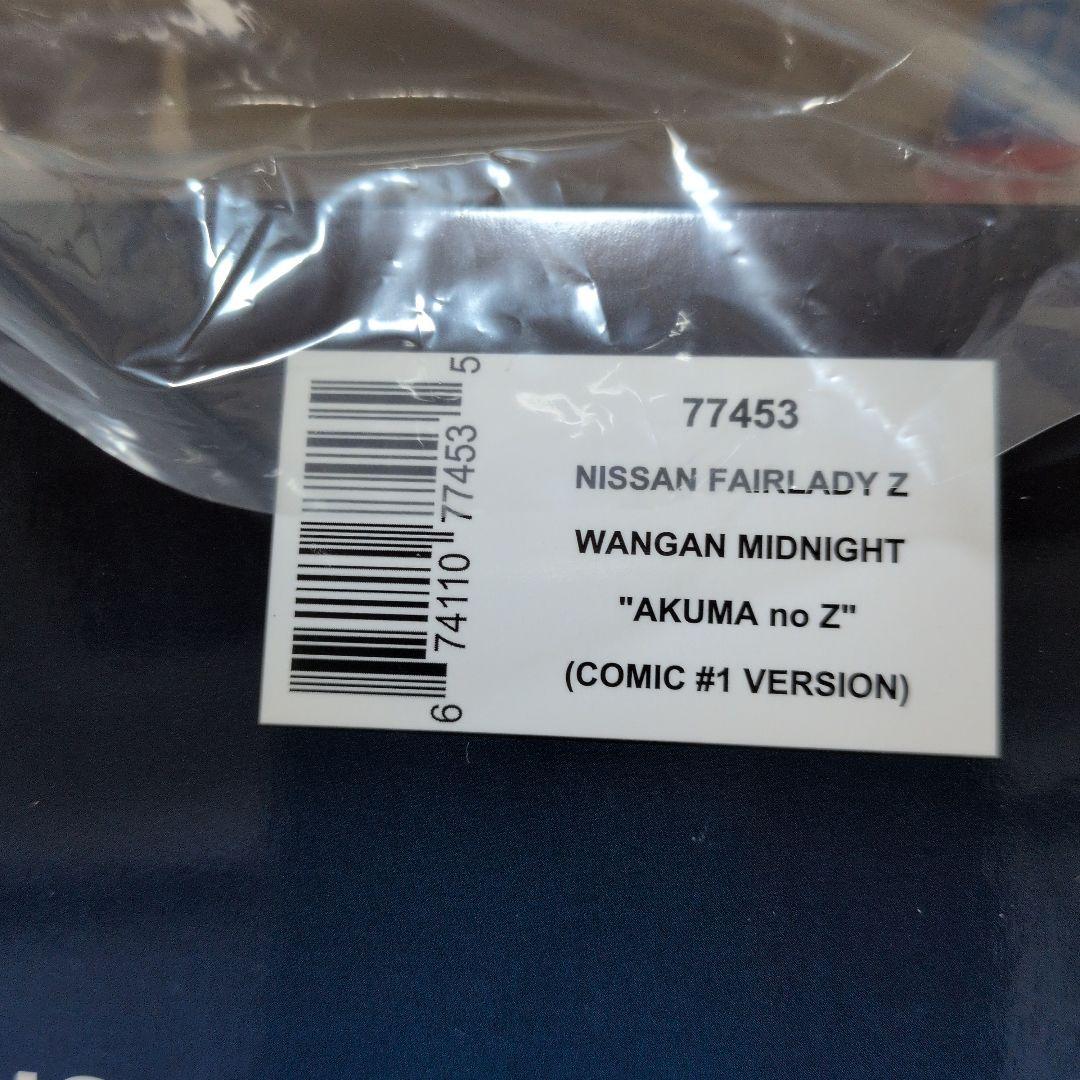 77453
NISSAN FAIRLADY Z
WANGAN MIDNIGHT
"AKUMA no Z"
(COMIC #1 VERSION)
6 74110 77453 5